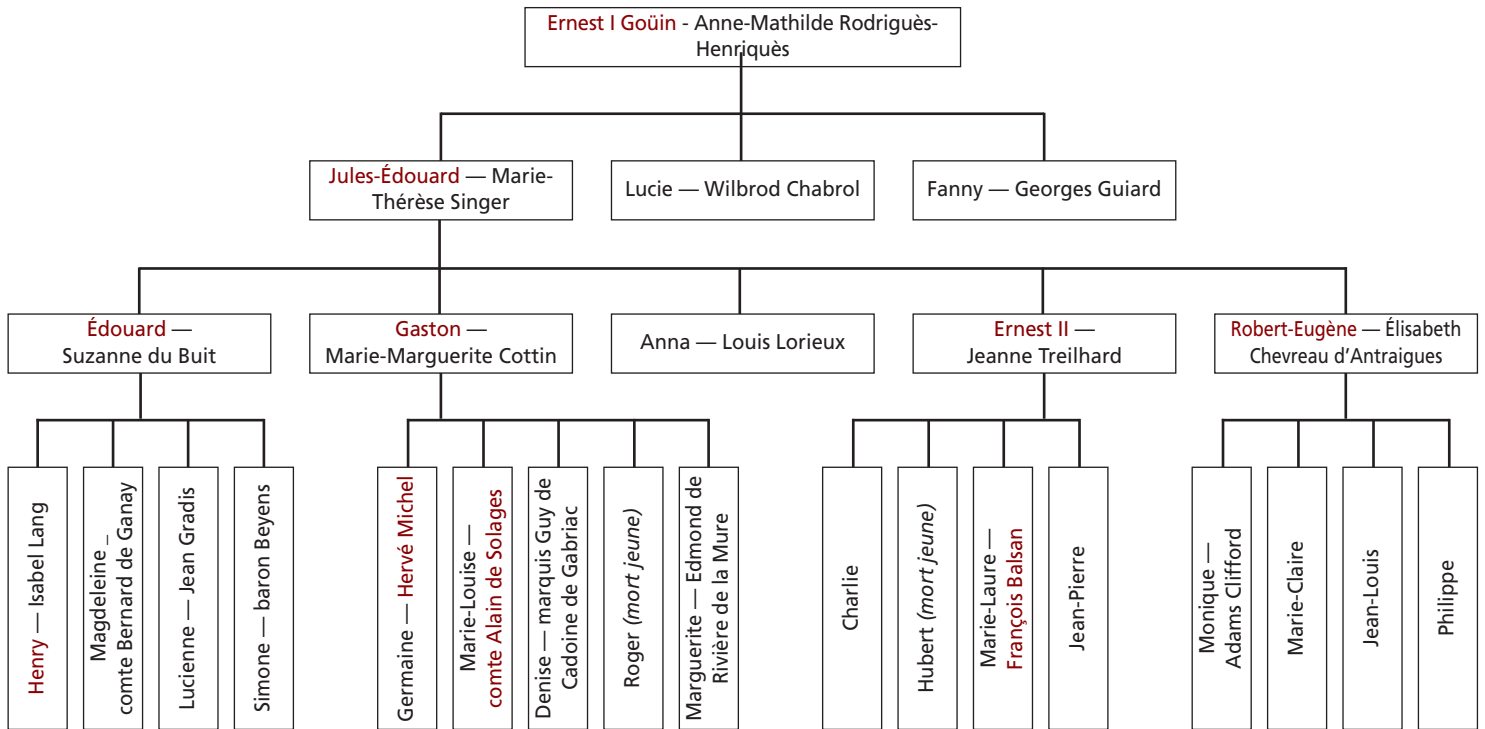 Ernest I Goüin - Anne-Mathilde Rodriguès-
Henriquès
Jules-Édouard — Marie-
Thérèse Singer
Lucie — Wilbrod Chabrol
Fanny — Georges Guiard
Édouard —
Suzanne du Buit
Gaston —
Marie-Marguerite Cottin
Anna — Louis Lorieux
Ernest II —
Jeanne Treilhard
Robert-Eugène — Élisabeth
Chevreau d'Antraigues
Henry — Isabel Lang
Magdeleine _
comte Bernard de Ganay
Lucienne — Jean Gradis
Simone — baron Beyens
Germaine — Hervé Michel
Marie-Louise —
comte Alain de Solages
Denise — marquis Guy de
Cadoine de Gabriac
Roger (mort jeune)
Marguerite — Edmond de
Rivière de la Mure
Charlie
Hubert (mort jeune)
Marie-Laure —
François Balsan
Jean-Pierre
Monique —
Adams Clifford
Marie-Claire
Jean-Louis
Philippe